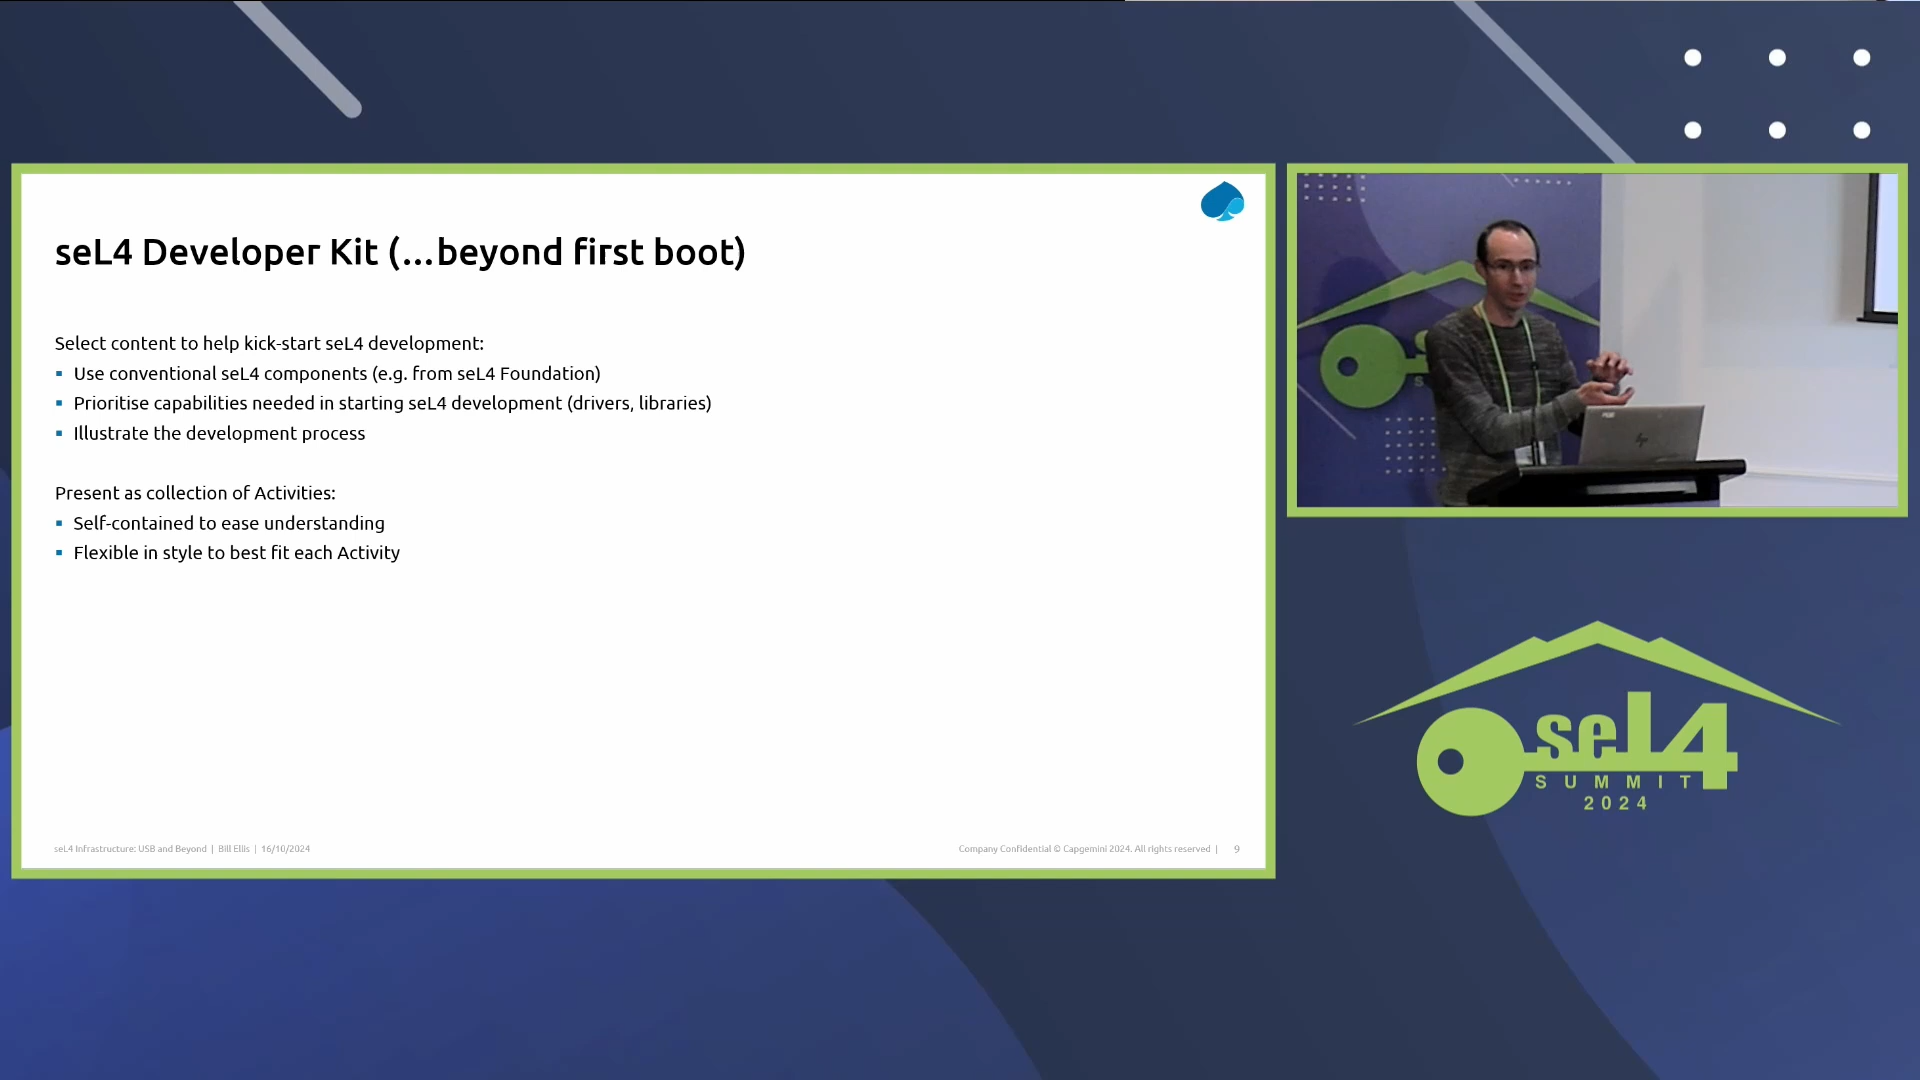 seL4 Developer Kit (...beyond first boot)
Select content to help kick-start seL4 development:
▪ Use conventional seL4 components (e.g. from seL4 Foundation)
▪ Prioritise capabilities needed in starting seL4 development (drivers, libraries)
▪ Illustrate the development process
Present as collection of Activities:
▪ Self-contained to ease understanding
▪ Flexible in style to best fit each Activity
seL4 Infrastructure: USB and Beyond | Bill Ellis | 16/10/2024
Company Confidential © Capgemini 2024. All rights reserved | 9
hp
seL4
SUMMIT
2024